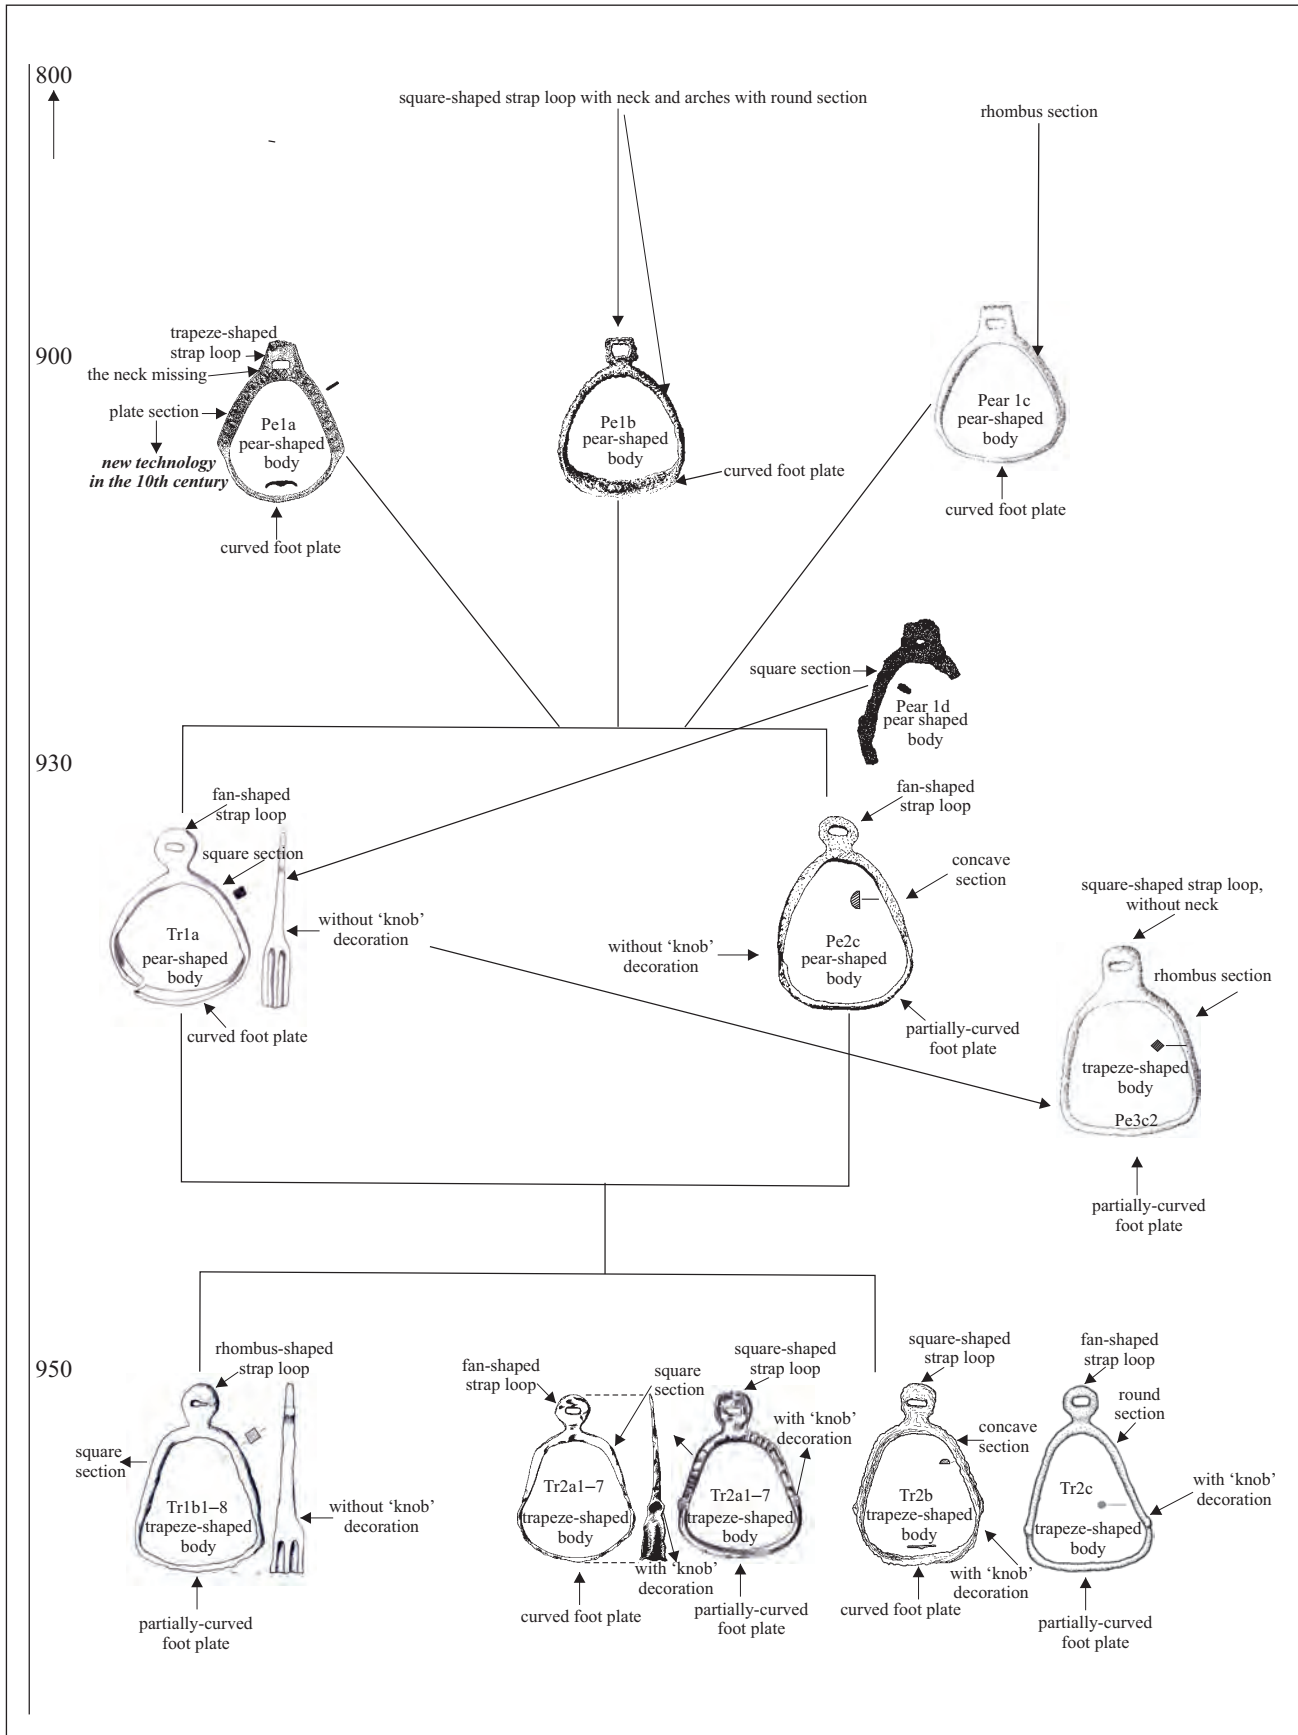 800
square-shaped strap loop with neck and arches with round section
rhombus section
trapeze-shaped
strap loop
900
the neck missing
plate section
new technology
in the 10th century
Pe1a
pear-shaped
body
curved foot plate
Pe1b
pear-shaped
body
curved foot plate
Pear 1c
pear-shaped
body
curved foot plate
square section
Pear 1d
pear shaped
body
930
fan-shaped
strap loop
square section
Tr1a
pear-shaped
body
without ‘knob’
decoration
curved foot plate
fan-shaped
strap loop
concave
section
without ‘knob’
decoration
Pe2c
pear-shaped
body
partially-curved
foot plate
square-shaped strap loop,
without neck
rhombus section
trapeze-shaped
body
Pe3c2
partially-curved
foot plate
950
rhombus-shaped
strap loop
square
section
Tr1b1–8
trapeze-shaped
body
without ‘knob’
decoration
partially-curved
foot plate
fan-shaped
strap loop
square
section
Tr2a1–7
trapeze-shaped
body
with ‘knob’
decoration
curved foot plate
square-shaped
strap loop
with ‘knob’
decoration
Tr2a1–7
trapeze-shaped
body
partially-curved
foot plate
square-shaped
strap loop
concave
section
Tr2b
trapeze-shaped
body
with ‘knob’
decoration
curved foot plate
fan-shaped
strap loop
round
section
Tr2c
trapeze-shaped
body
with ‘knob’
decoration
partially-curved
foot plate